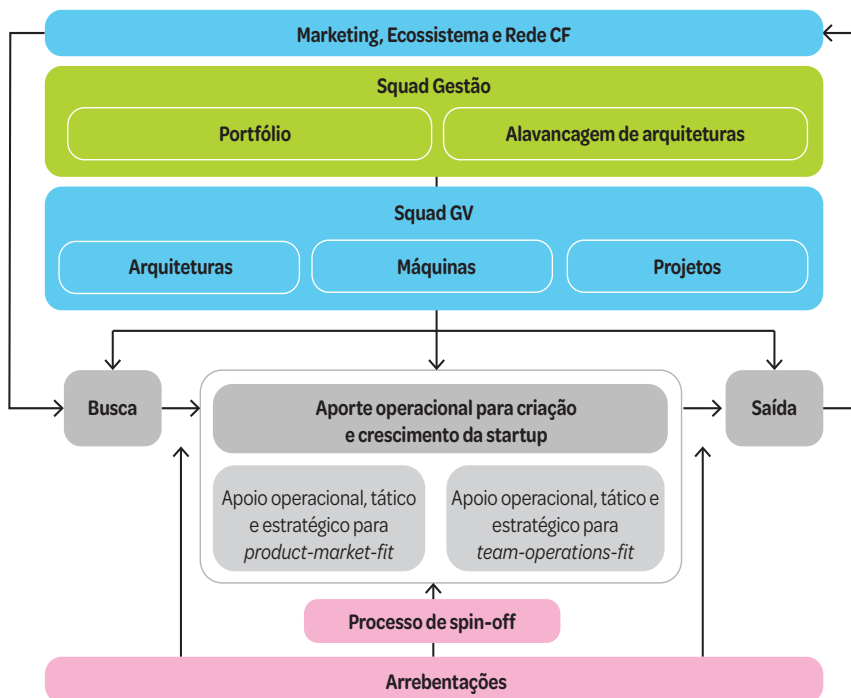 Marketing, Ecossistema e Rede CF
Squad Gestão
Portfólio
Alavancagem de arquiteturas
Squad GV
Arquiteturas
Máquinas
Projetos
Busca
Aporte operacional para criação
e crescimento da startup
Saída
Apoio operacional, tático
e estratégico para
product-market-fit
Apoio operacional, tático e
estratégico para
team-operations-fit
Processo de spin-off
Arrebentações